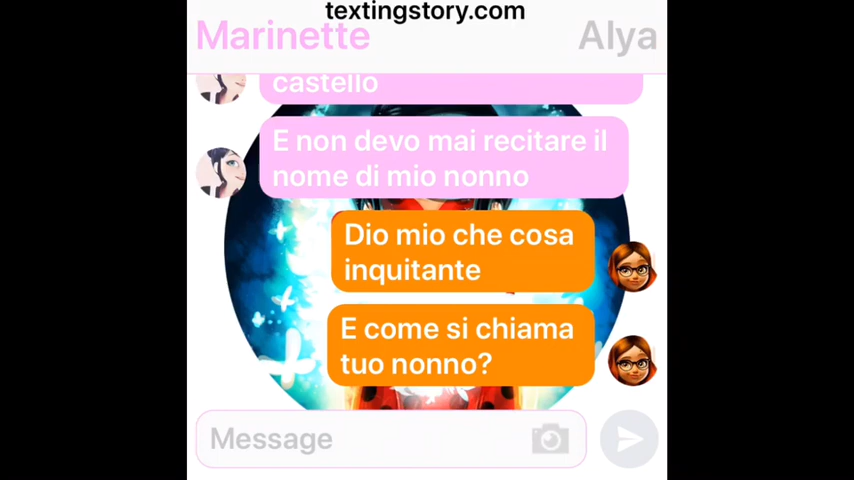 textingstory.com
Marinette Alya
castello
E non devo mai recitare il
nome di mio nonno
Dio mio che cosa
inquitante
E come si chiama
tuo nonno?
Message